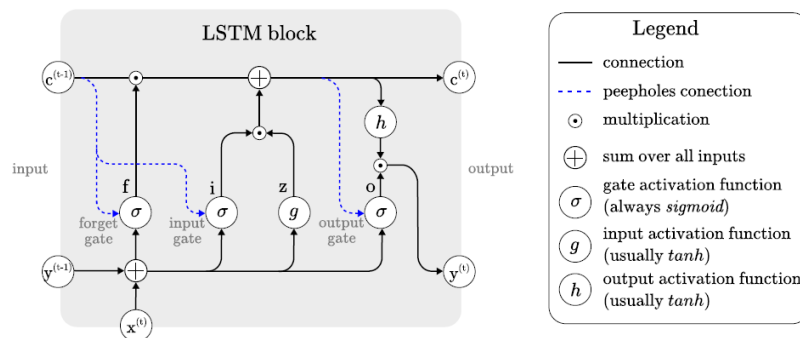 LSTM block
c(t-1)
c(t)
h
input
output
f
i
z
o
σ
σ
g
σ
forget
gate
input
gate
output
gate
y(t-1)
y(t)
x(t)
Legend
connection
peepholes conection
multiplication
sum over all inputs
σ
gate activation function
(always sigmoid)
g
input activation function
(usually tanh)
h
output activation function
(usually tanh)